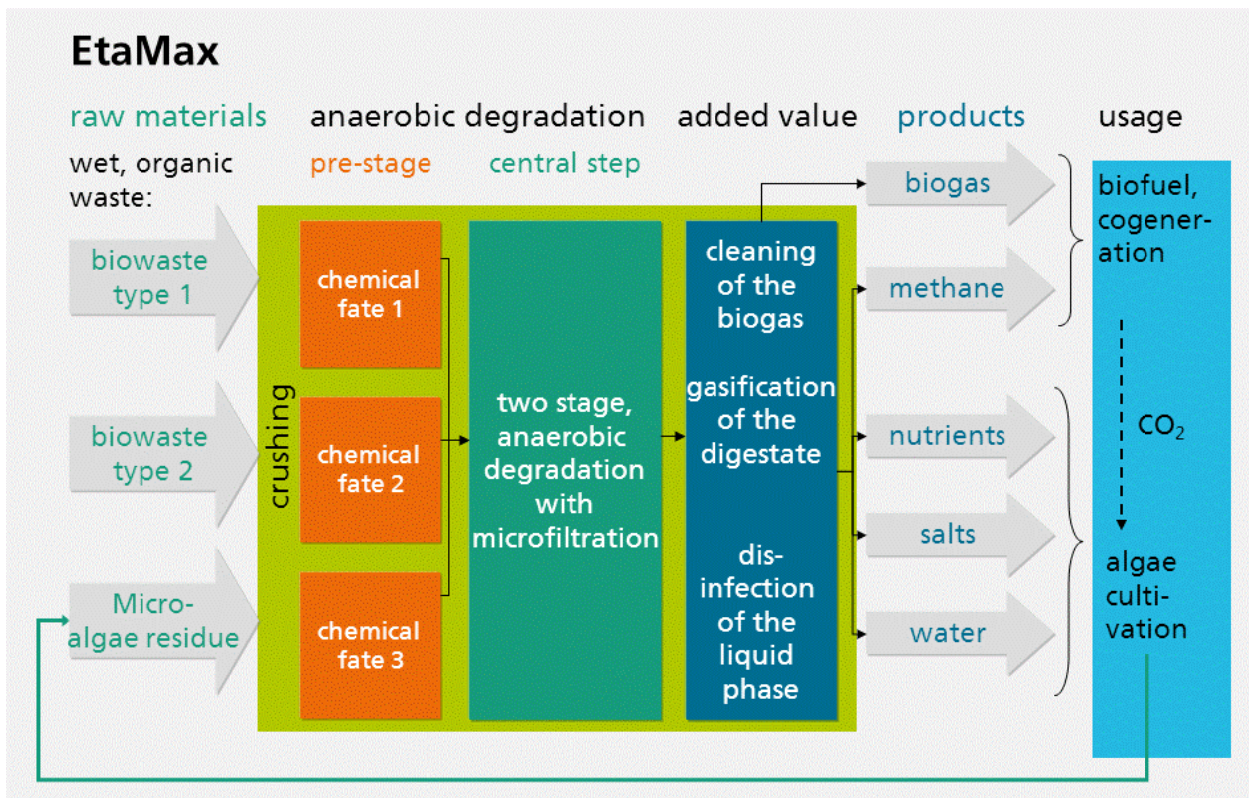 EtaMax
raw materials
anaerobic degradation
added value
products
usage
wet, organic
waste:
pre-stage
central step
biowaste
type 1
biowaste
type 2
Micro-
algae residue
crushing
chemical
fate 1
chemical
fate 2
chemical
fate 3
two stage,
anaerobic
degradation
with
microfiltration
cleaning
of the
biogas
gasification
of the
digestate
dis-
infection
of the
liquid
phase
biogas
methane
nutrients
salts
water
biofuel,
cogener-
ation
CO₂
algae
culti-
vation